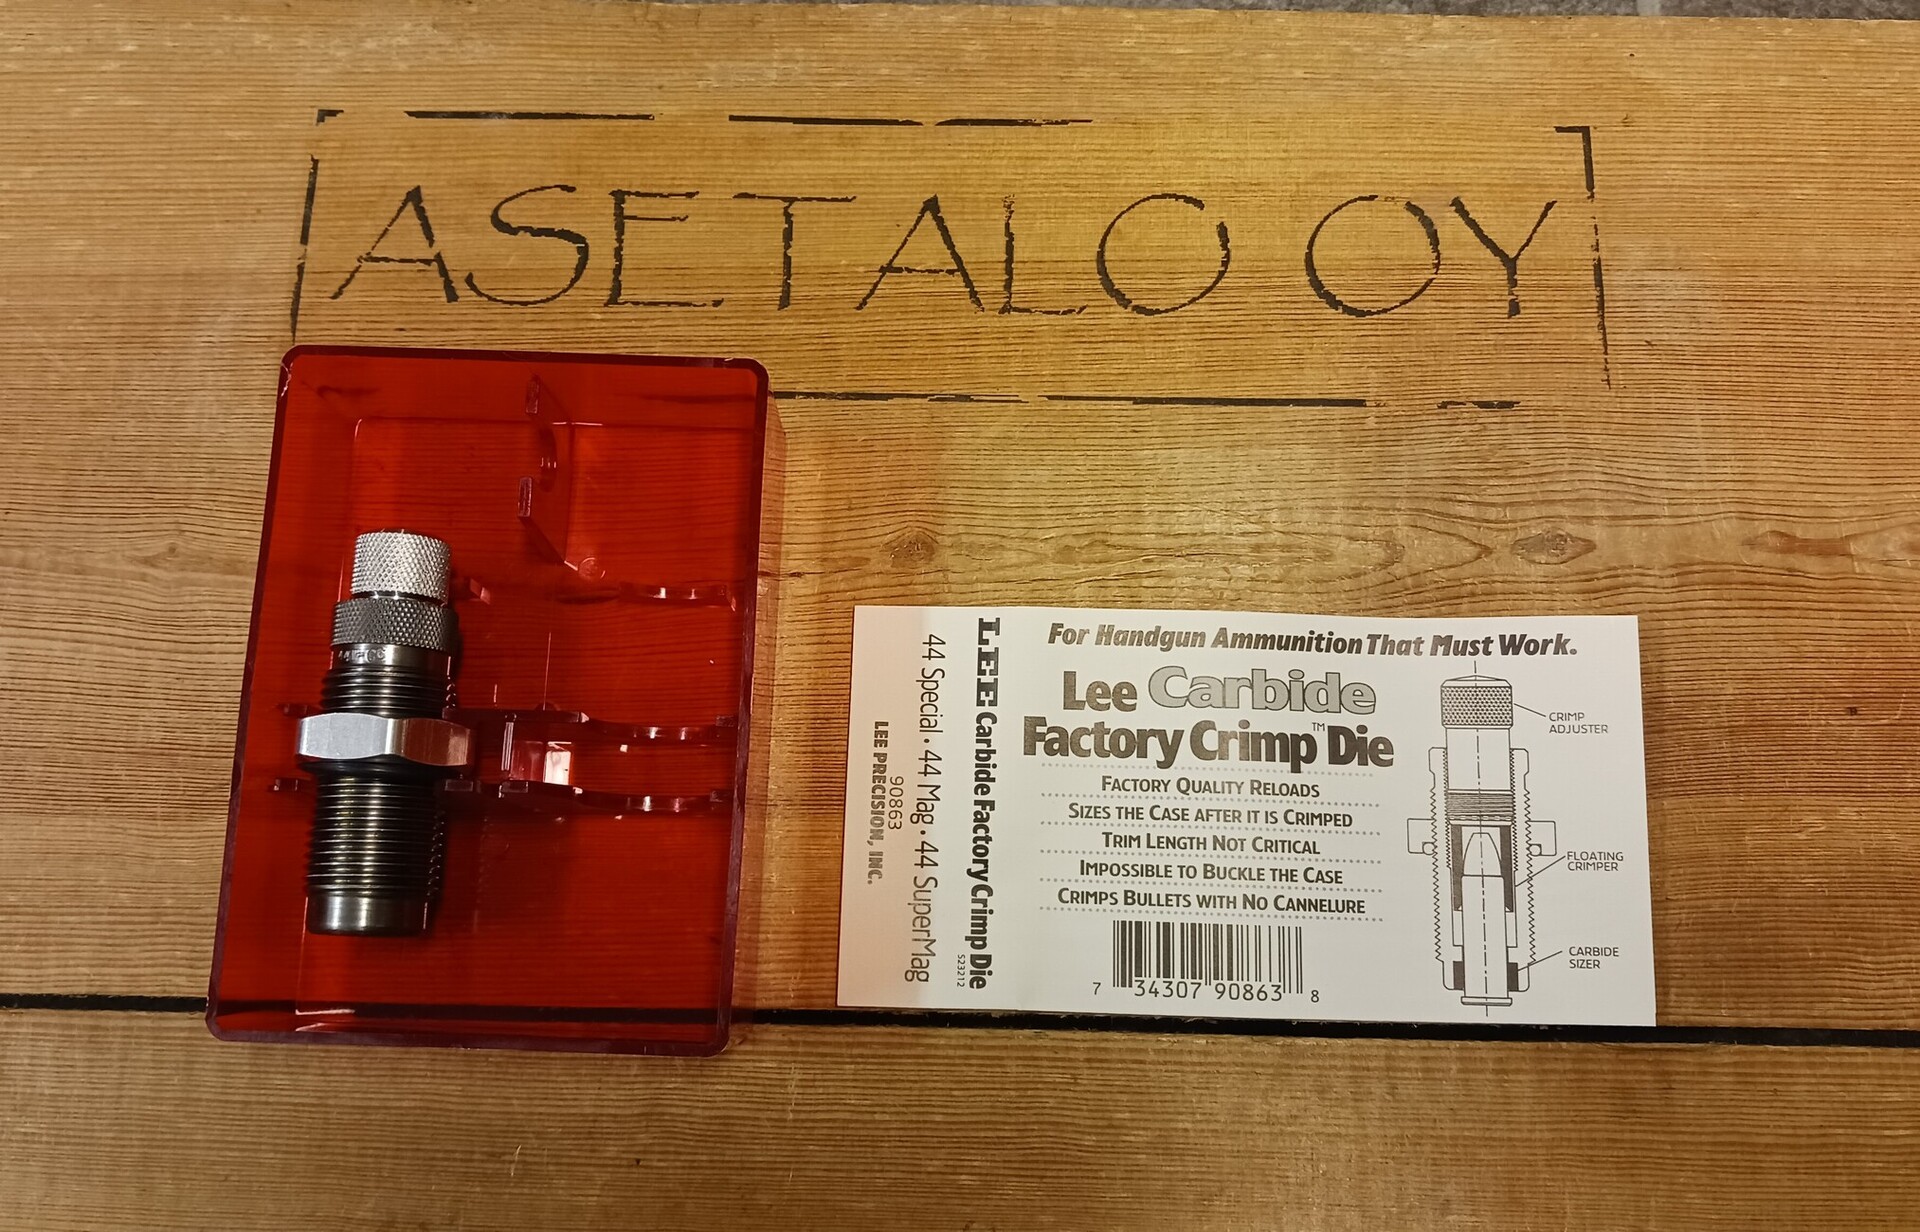 ASETALO OY
For Handgun Ammunition That Must Work.
Lee Carbide
Factory Crimp™ Die
FACTORY QUALITY RELOADS
SIZES THE CASE AFTER IT IS CRIMPED
TRIM LENGTH NOT CRITICAL
IMPOSSIBLE TO BUCKLE THE CASE
CRIMPS BULLETS WITH NO CANNELURE
7 34307 90863 8
CRIMP
ADJUSTER
FLOATING
CRIMPER
CARBIDE
SIZER
LEE Carbide Factory Crimp Die
S23212
44 Special · 44 Mag · 44 SuperMag
90863
LEE PRECISION, INC.